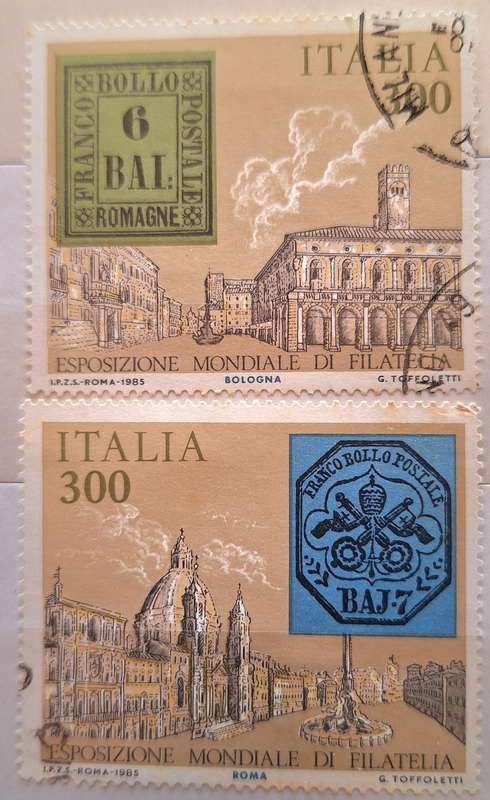 ITALIA
300
FRANCO BOLLO POSTALE
6
BAI:
ROMAGNE
ESPOSIZIONE MONDIALE DI FILATELIA
I.P.Z.S.-ROMA-1985 BOLOGNA G. TOFFOLETTI
ITALIA
300
FRANCO BOLLO POSTALE
BAJ·7
ESPOSIZIONE MONDIALE DI FILATELIA
I.P.Z.S.-ROMA-1985 ROMA G. TOFFOLETTI